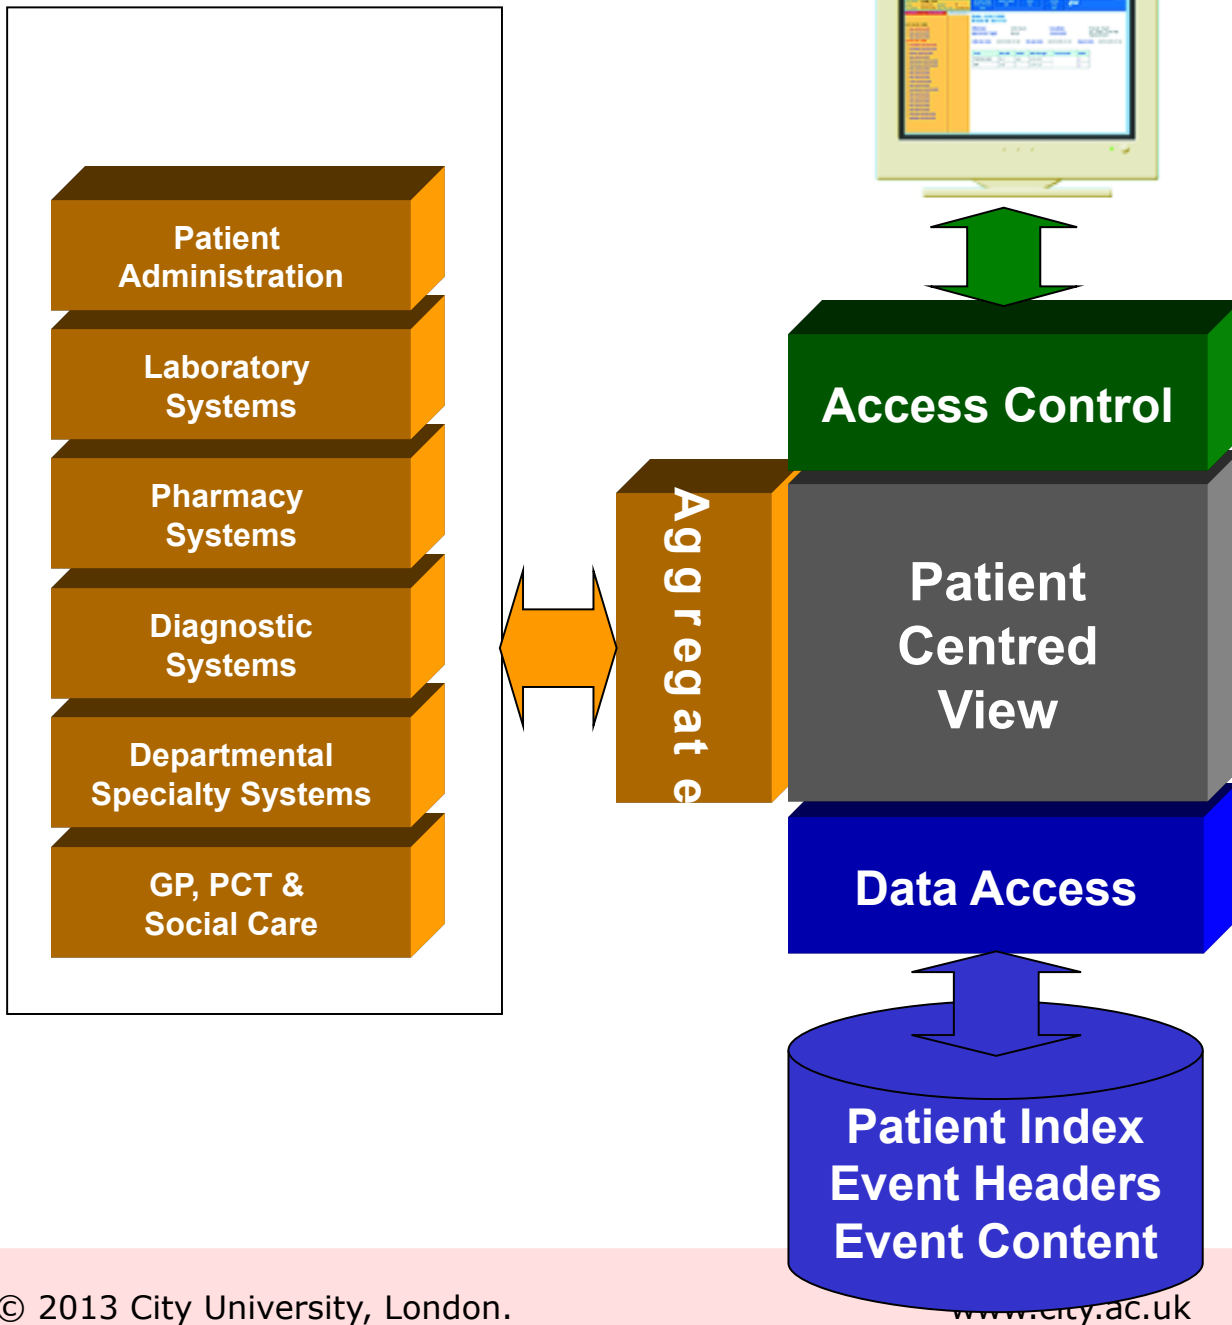 Patient
Administration
Laboratory
Systems
Pharmacy
Systems
Diagnostic
Systems
Departmental
Specialty Systems
GP, PCT &
Social Care
Aggregat e
Access Control
Patient
Centred
View
Data Access
Patient Index
Event Headers
Event Content
© 2013 City University, London.
www.city.ac.uk